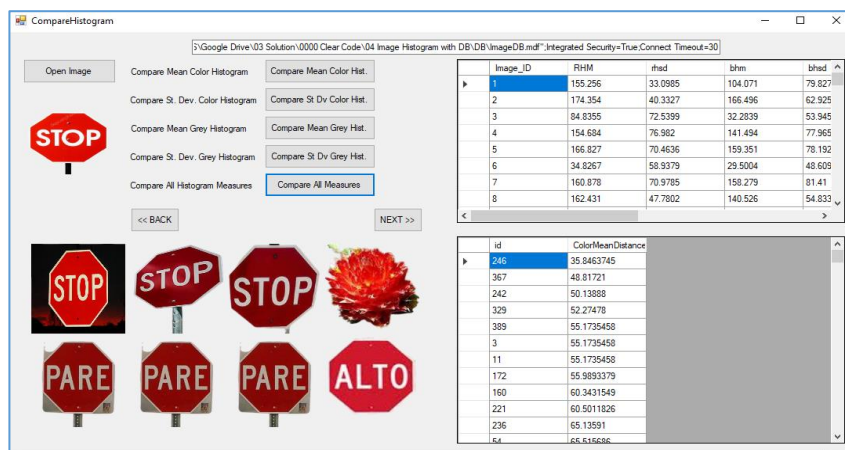 CompareHistogram
S\Google Drive\03 Solution\0000 Clear Code\04 Image Histogram with DB\DB\ImageDB.mdf";Integrated Security=True;Connect Timeout=30
Open Image
Compare Mean Color Histogram
Compare Mean Color Hist.
Compare St. Dev. Color Histogram
Compare St Dv Color Hist.
Compare Mean Grey Histogram
Compare Mean Grey Hist.
Compare St. Dev. Grey Histogram
Compare St Dv Grey Hist.
Compare All Histogram Measures
Compare All Measures
<< BACK
NEXT >>
STOP
STOP
STOP
STOP
PARE
PARE
PARE
ALTO
Image_ID RHM rhsd bhm bhsd
1 155.256 33.0985 104.071 79.827
2 174.354 40.3327 166.496 62.925
3 84.8355 72.5399 32.2839 53.945
4 154.684 76.982 141.494 77.965
5 166.827 70.4636 159.351 78.192
6 34.8267 58.9379 29.5004 48.609
7 160.878 70.9785 158.279 81.41
8 162.431 47.7802 140.526 54.833
id ColorMeanDistance
246 35.8463745
367 48.81721
242 50.13888
329 52.27478
389 55.1735458
3 55.1735458
11 55.1735458
172 55.9893379
160 60.3431549
221 60.5011826
236 65.13591
54 65.515686